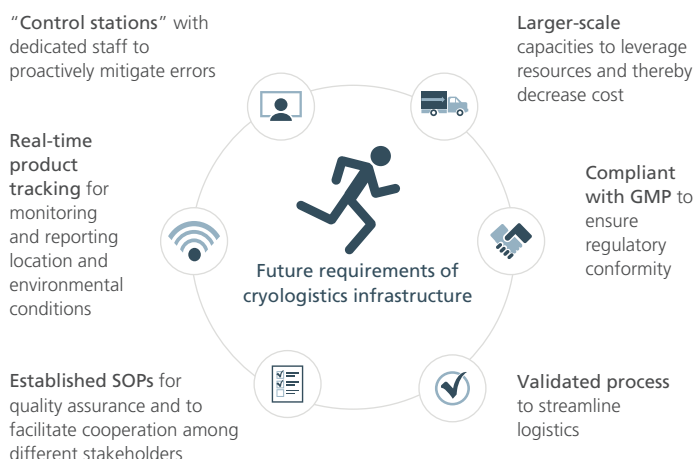 “Control stations” with
dedicated staff to
proactively mitigate errors
Larger-scale
capacities to leverage
resources and thereby
decrease cost
Real-time
product
tracking for
monitoring
and reporting
location and
environmental
conditions
Compliant
with GMP to
ensure
regulatory
conformity
Future requirements of
cryologistics infrastructure
Established SOPs for
quality assurance and to
facilitate cooperation among
different stakeholders
Validated process
to streamline
logistics